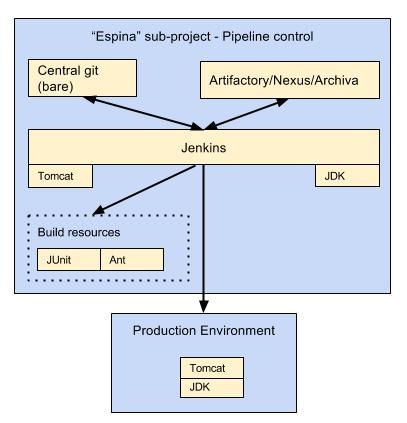 “Espina” sub-project - Pipeline control
Central git
(bare)
Artifactory/Nexus/Archiva
Jenkins
Tomcat
JDK
Build resources
JUnit
Ant
Production Environment
Tomcat
JDK